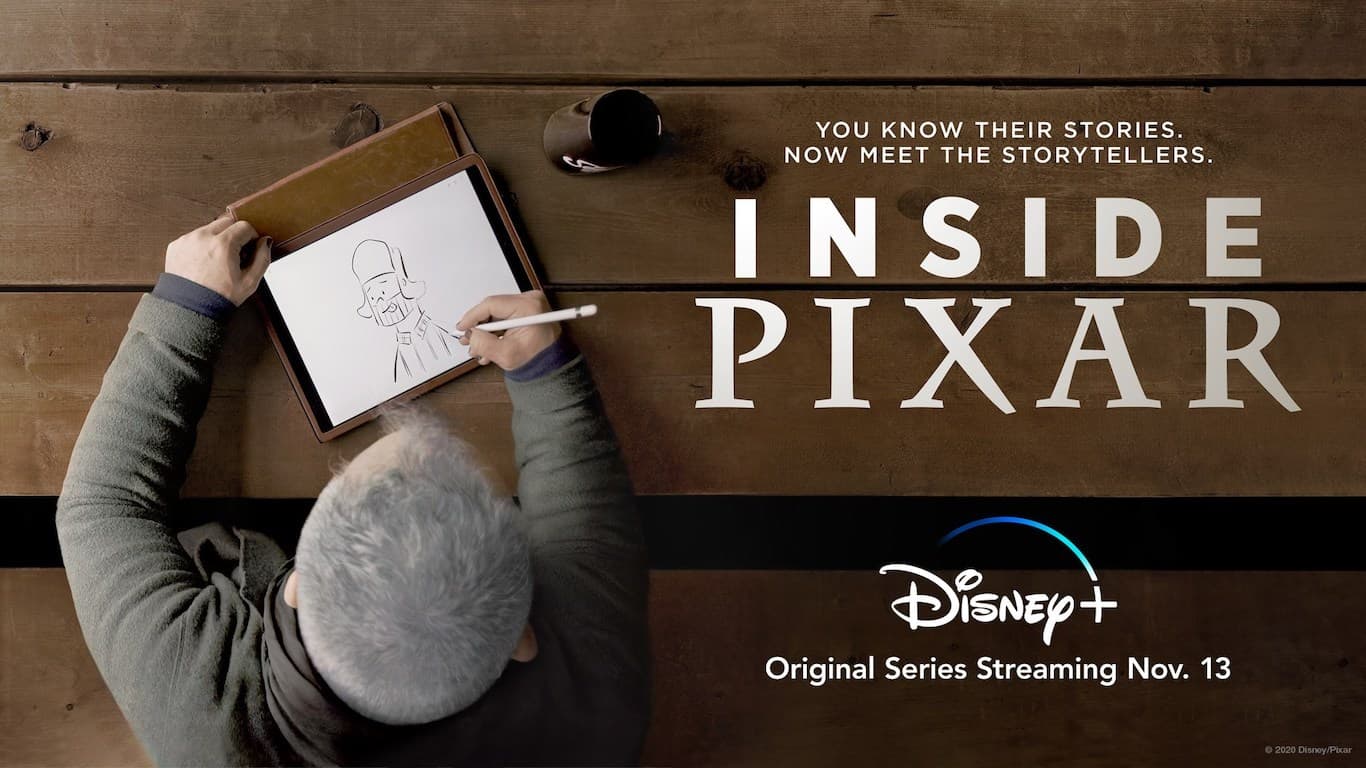 YOU KNOW THEIR STORIES.
NOW MEET THE STORYTELLERS.
INSIDE
PIXAR
Disney+
Original Series Streaming Nov. 13
© 2020 Disney/Pixar